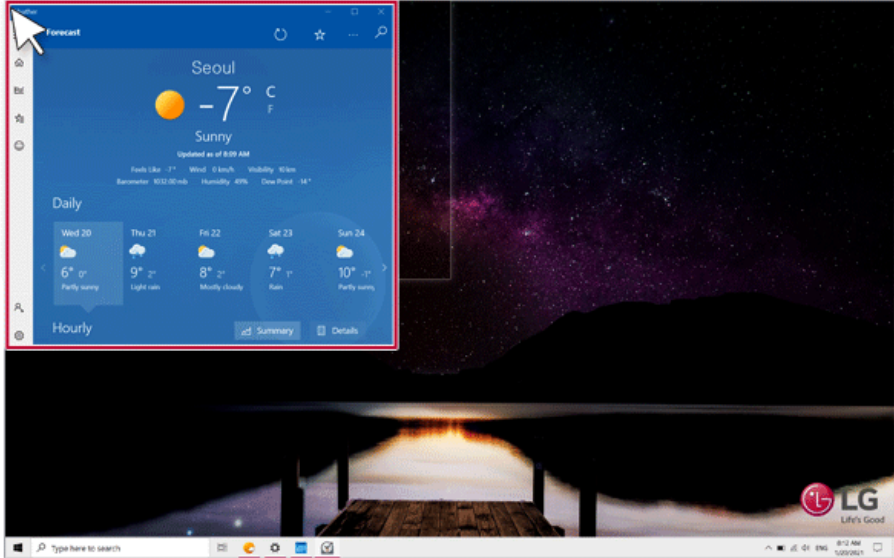 Forecast
Seoul
-7° C
F
Sunny
Updated as of 8:09 AM
Feels Like -7° Wind 0 km/h Visibility 10 km
Barometer 1032.00 mb Humidity 49% Dew Point -14°
Daily
Wed 20 Thu 21 Fri 22 Sat 23 Sun 24
6° 0° 9° 2° 8° 2° 7° 1° 10° -1°
Partly sunny Light rain Mostly cloudy Rain Partly sunny
Hourly Summary Details
LG
Life's Good
Type here to search
ENG 8:12 AM
1/20/2021